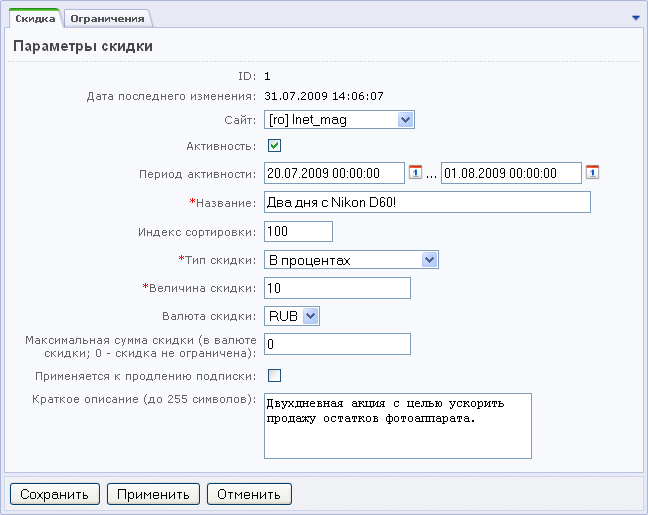 Скидка Ограничения
Параметры скидки
ID: 1
Дата последнего изменения: 31.07.2009 14:06:07
Сайт: [ro] Inet_mag
Активность:
Период активности: 20.07.2009 00:00:00 1 ... 01.08.2009 00:00:00 1
*Название: Два дня с Nikon D60!
Индекс сортировки: 100
*Тип скидки: В процентах
*Величина скидки: 10
Валюта скидки: RUB
Максимальная сумма скидки (в валюте
скидки; 0 - скидка не ограничена): 0
Применяется к продлению подписки:
Краткое описание (до 255 символов): Двухдневная акция с целью ускорить
продажу остатков фотоаппарата.
Сохранить Применить Отменить